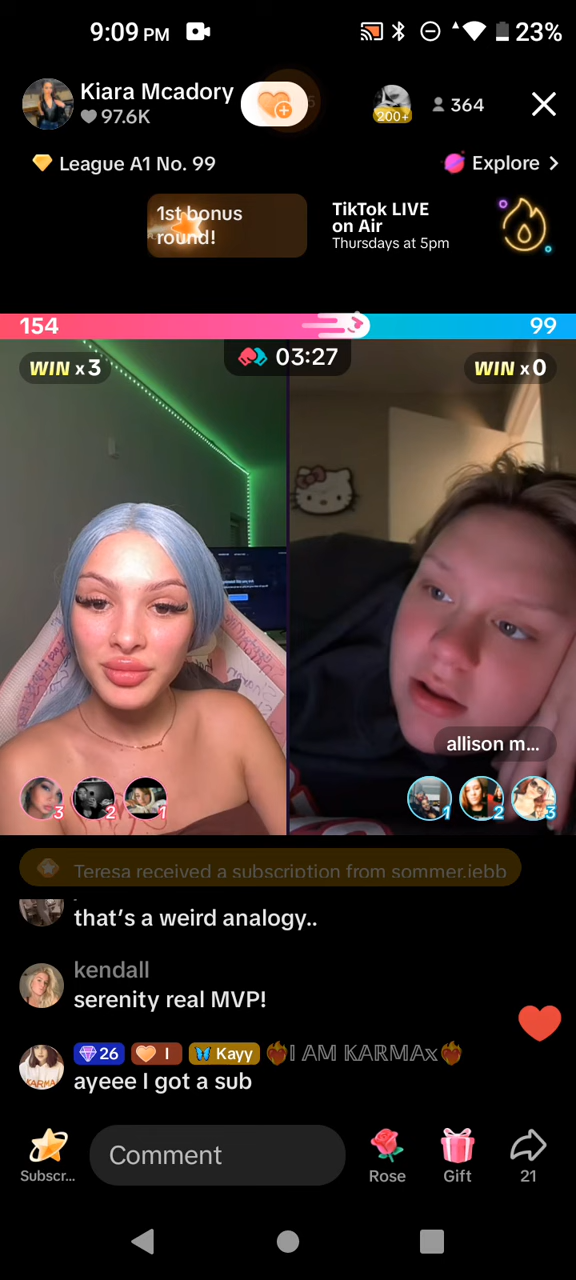 9:09 PM
23%
Kiara Mcadory
97.6K
200+
364
League A1 No. 99
Explore
1st bonus
round!
TikTok LIVE
on Air
Thursdays at 5pm
154
99
WIN x3
03:27
WIN x0
allison m...
3
2
1
1
2
3
Teresa received a subscription from sommer.jebb
that's a weird analogy..
kendall
serenity real MVP!
26 I Kayy ❤️‍🔥𝕀 𝔸𝕄 𝕂𝔸ℝ𝕄𝔸𝕩❤️‍🔥
ayeee I got a sub
Subscr...
Comment
Rose
Gift
21